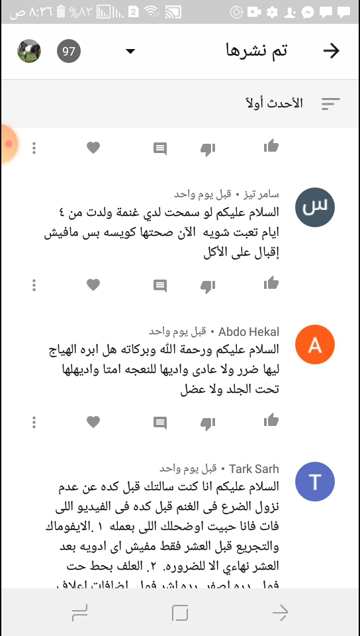 ٨:٣٦ ص
٨٣%
تم نشرها
97
الأحدث أولاً
سامر تيز • قبل يوم واحد
السلام عليكم لو سمحت لدي غنمة ولدت من ٤
ايام تعبت شويه الآن صحتها كويسه بس مافيش
إقبال على الأكل
Abdo Hekal • قبل يوم واحد
السلام عليكم ورحمة الله وبركاته هل ابره الهياج
ليها ضرر ولا عادى واديها للنعجه امتا واديهلها
تحت الجلد ولا عضل
Tark Sarh • قبل يوم واحد
السلام عليكم انا كنت سالتك قبل كده عن عدم
نزول الضرع فى الغنم قبل كده فى الفيديو اللى
فات فانا حبيت اوضحلك اللى بعمله ١ .الايفوماك
والتجريع قبل العشر فقط مفيش اى ادويه بعد
العشر نهاءي الا للضروره. ٢. العلف بحط حت